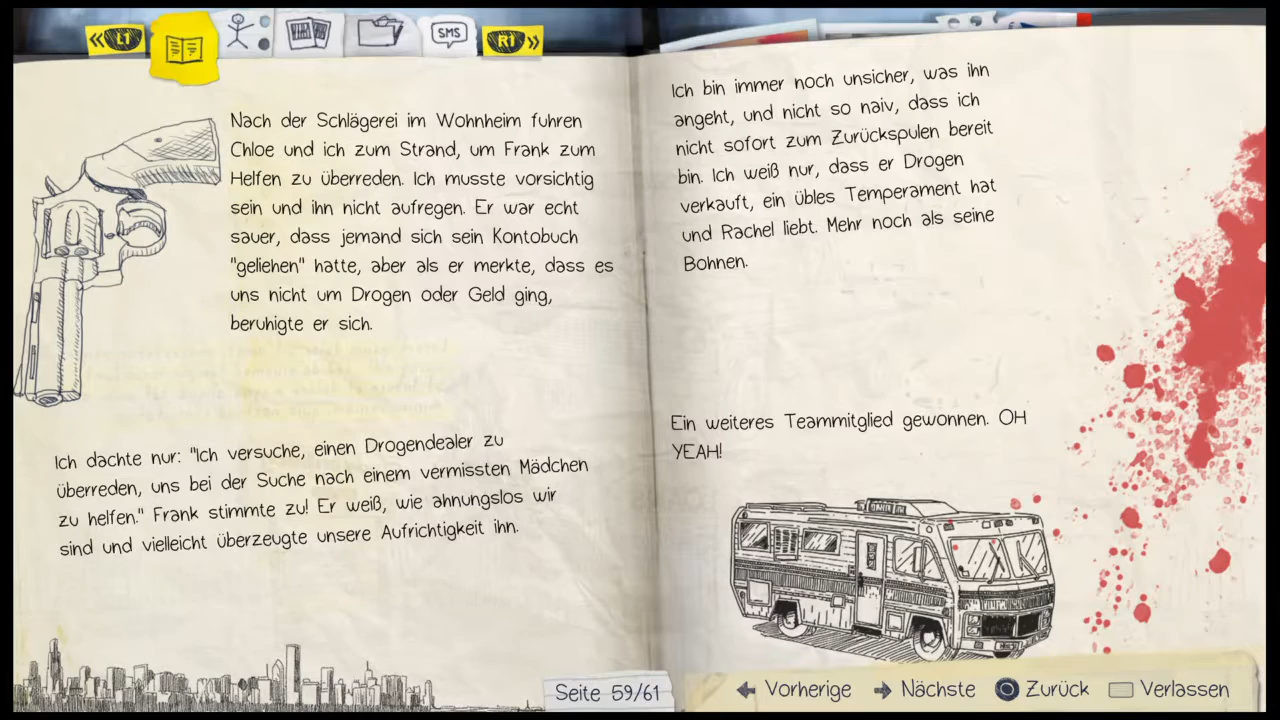 L1
SMS
R1
Nach der Schlägerei im Wohnheim fuhren
Chloe und ich zum Strand, um Frank zum
Helfen zu überreden. Ich musste vorsichtig
sein und ihn nicht aufregen. Er war echt
sauer, dass jemand sich sein Kontobuch
"geliehen" hatte, aber als er merkte, dass es
uns nicht um Drogen oder Geld ging,
beruhigte er sich.
Ich dachte nur: "Ich versuche, einen Drogendealer zu
überreden, uns bei der Suche nach einem vermissten Mädchen
zu helfen." Frank stimmte zu! Er weiß, wie ahnungslos wir
sind und vielleicht überzeugte unsere Aufrichtigkeit ihn.
Ich bin immer noch unsicher, was ihn
angeht, und nicht so naiv, dass ich
nicht sofort zum Zurückspulen bereit
bin. Ich weiß nur, dass er Drogen
verkauft, ein übles Temperament hat
und Rachel liebt. Mehr noch als seine
Bohnen.
Ein weiteres Teammitglied gewonnen. OH
YEAH!
Seite 59/61
Vorherige
Nächste
Zurück
Verlassen